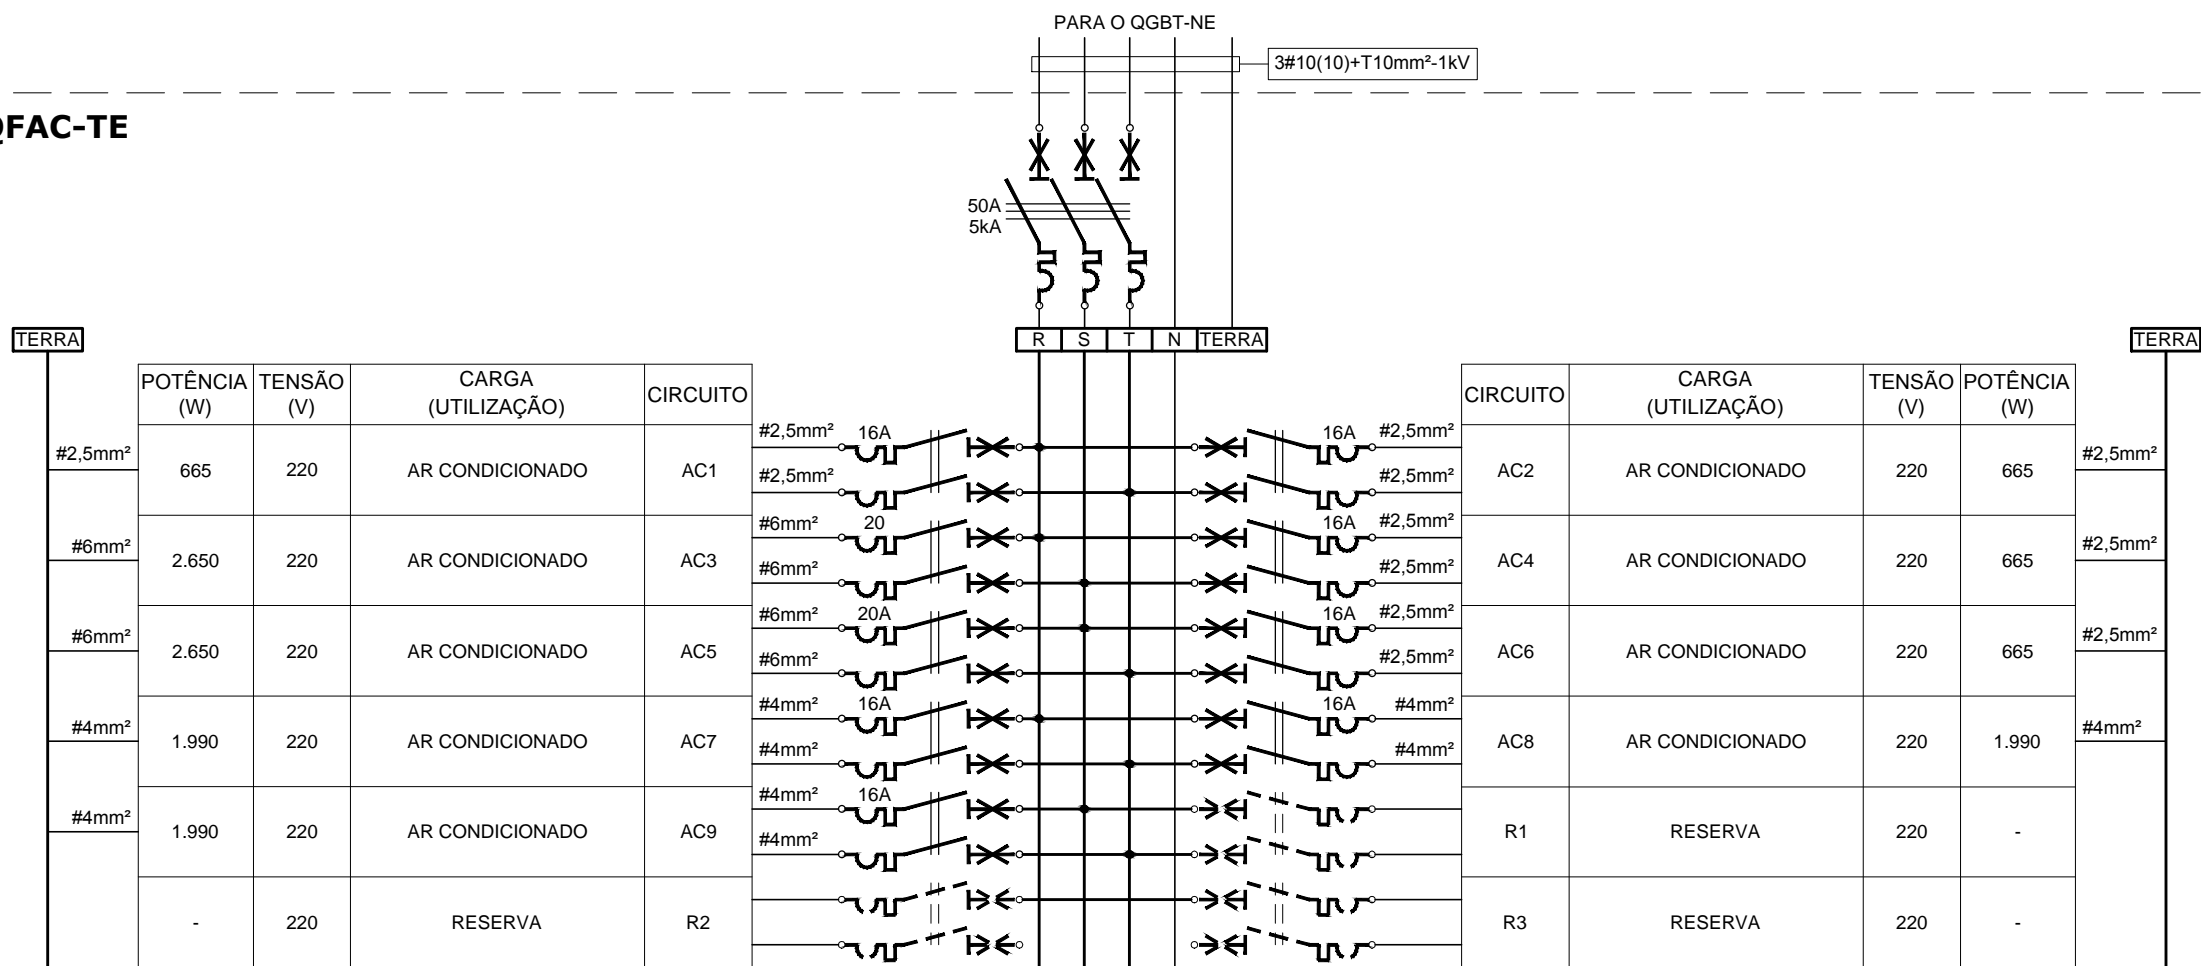 PARA O QGBT-NE
3#10(10)+T10mm²-1kV
QFAC-TE
50A
5kA
TERRA
R S T N TERRA
TERRA
POTÊNCIA (W) TENSÃO (V) CARGA (UTILIZAÇÃO) CIRCUITO
CIRCUITO CARGA (UTILIZAÇÃO) TENSÃO (V) POTÊNCIA (W)
#2,5mm² 665 220 AR CONDICIONADO AC1 #2,5mm² 16A
#2,5mm²
16A #2,5mm² AC2 AR CONDICIONADO 220 665 #2,5mm²
#2,5mm²
#6mm² 2.650 220 AR CONDICIONADO AC3 #6mm² 20
#6mm²
16A #2,5mm² AC4 AR CONDICIONADO 220 665 #2,5mm²
#2,5mm²
#6mm² 2.650 220 AR CONDICIONADO AC5 #6mm² 20A
#6mm²
16A #2,5mm² AC6 AR CONDICIONADO 220 665 #2,5mm²
#2,5mm²
#4mm² 1.990 220 AR CONDICIONADO AC7 #4mm² 16A
#4mm²
16A #4mm² AC8 AR CONDICIONADO 220 1.990 #4mm²
#4mm²
#4mm² 1.990 220 AR CONDICIONADO AC9 #4mm² 16A
#4mm²
R1 RESERVA 220 -
- 220 RESERVA R2
R3 RESERVA 220 -